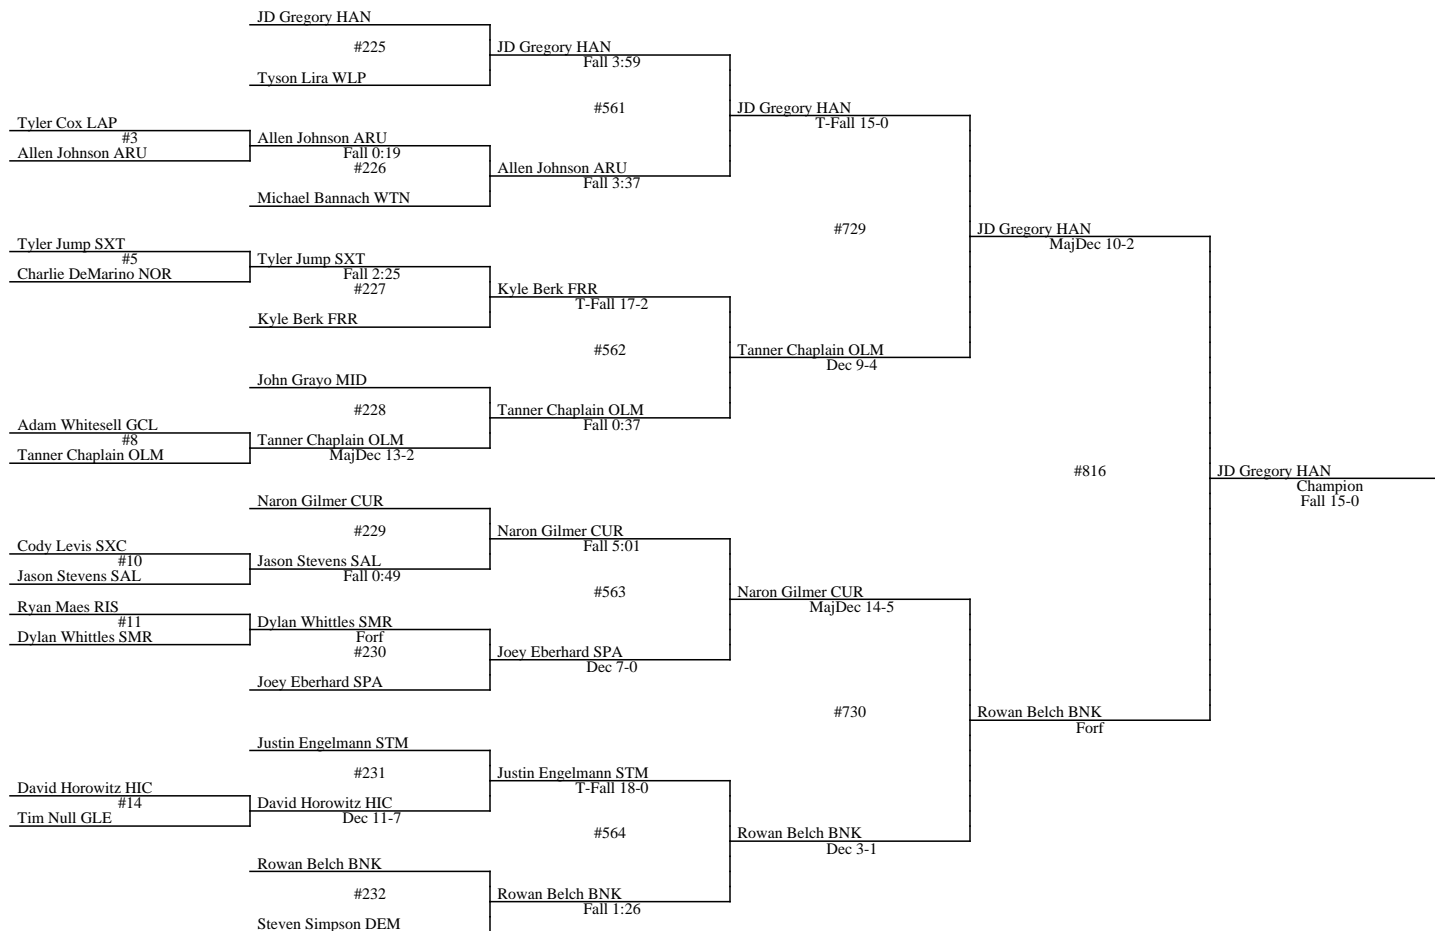 JD Gregory HAN
#225
JD Gregory HAN
Fall 3:59
Tyson Lira WLP
#561
JD Gregory HAN
T-Fall 15-0
Tyler Cox LAP
#3
Allen Johnson ARU
Allen Johnson ARU
Fall 0:19
#226
Allen Johnson ARU
Fall 3:37
Michael Bannach WTN
#729
JD Gregory HAN
MajDec 10-2
Tyler Jump SXT
#5
Charlie DeMarino NOR
Tyler Jump SXT
Fall 2:25
#227
Kyle Berk FRR
T-Fall 17-2
Kyle Berk FRR
#562
Tanner Chaplain OLM
Dec 9-4
John Grayo MID
#228
Tanner Chaplain OLM
Fall 0:37
Adam Whitesell GCL
#8
Tanner Chaplain OLM
Tanner Chaplain OLM
MajDec 13-2
#816
JD Gregory HAN
Champion
Fall 15-0
Naron Gilmer CUR
#229
Naron Gilmer CUR
Fall 5:01
Cody Levis SXC
#10
Jason Stevens SAL
Jason Stevens SAL
Fall 0:49
#563
Naron Gilmer CUR
MajDec 14-5
Ryan Maes RIS
#11
Dylan Whittles SMR
Dylan Whittles SMR
Forf
#230
Joey Eberhard SPA
Dec 7-0
Joey Eberhard SPA
#730
Rowan Belch BNK
Forf
Justin Engelmann STM
#231
Justin Engelmann STM
T-Fall 18-0
David Horowitz HIC
#14
Tim Null GLE
David Horowitz HIC
Dec 11-7
#564
Rowan Belch BNK
Dec 3-1
Rowan Belch BNK
#232
Rowan Belch BNK
Fall 1:26
Steven Simpson DEM